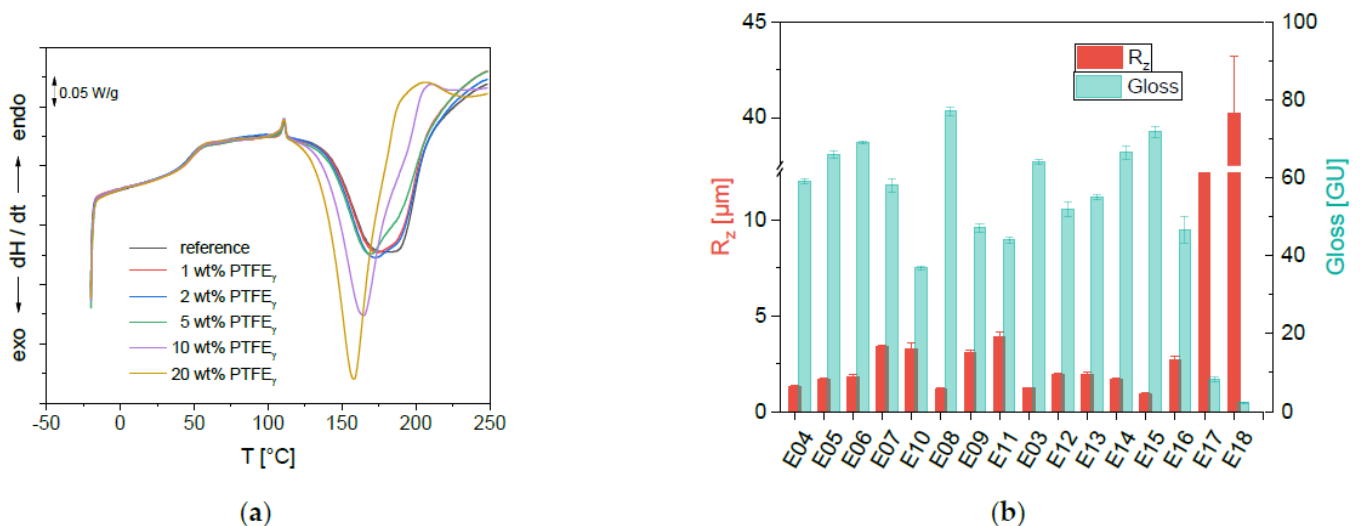 0.05 W/g
exo ⟵ dH / dt ⟶ endo
reference
1 wt% PTFEᵧ
2 wt% PTFEᵧ
5 wt% PTFEᵧ
10 wt% PTFEᵧ
20 wt% PTFEᵧ
-50 0 50 100 150 200 250
T [°C]
(a)
45
40
10
5
0
R_z [µm]
R_z
Gloss
100
80
60
40
20
0
Gloss [GU]
E04 E05 E06 E07 E10 E08 E09 E11 E03 E12 E13 E14 E15 E16 E17 E18
(b)